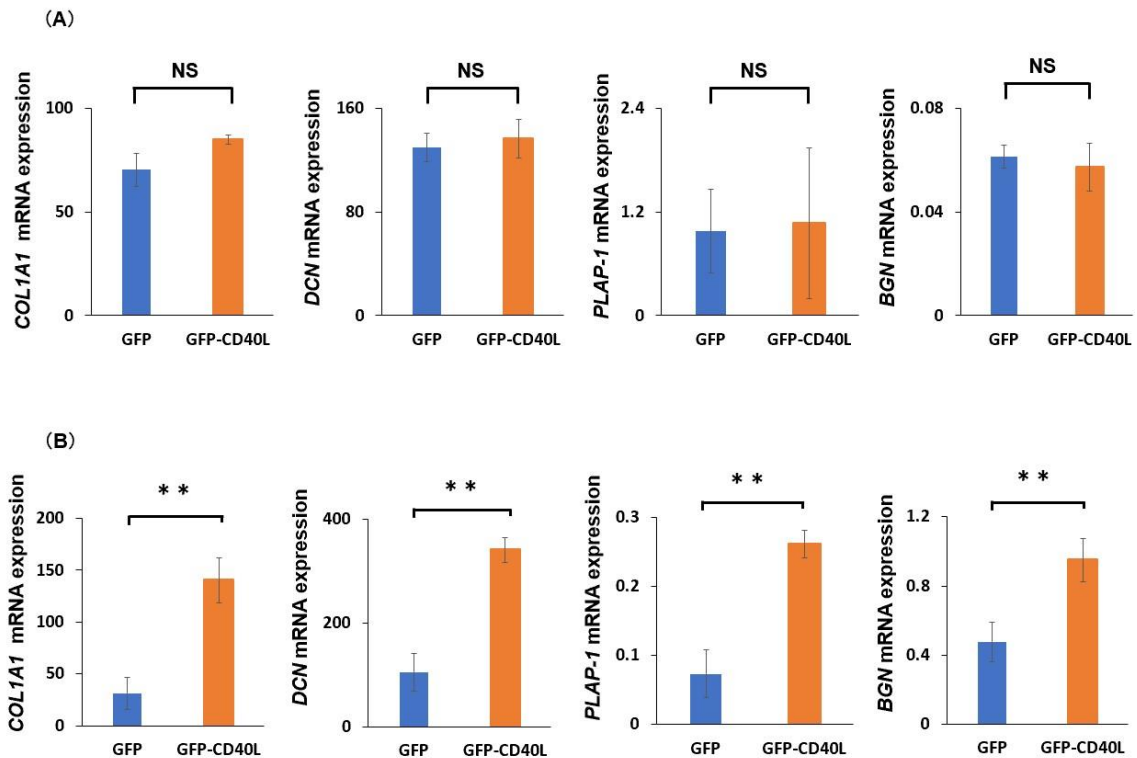 （A）
NS
COL1A1 mRNA expression
100
50
0
GFP GFP-CD40L
NS
DCN mRNA expression
160
80
0
GFP GFP-CD40L
NS
PLAP-1 mRNA expression
2.4
1.2
0
GFP GFP-CD40L
NS
BGN mRNA expression
0.08
0.04
0
GFP GFP-CD40L
（B）
* *
COL1A1 mRNA expression
200
150
100
50
0
GFP GFP-CD40L
* *
DCN mRNA expression
400
200
0
GFP GFP-CD40L
* *
PLAP-1 mRNA expression
0.3
0.2
0.1
0
GFP GFP-CD40L
* *
BGN mRNA expression
1.2
0.8
0.4
0
GFP GFP-CD40L